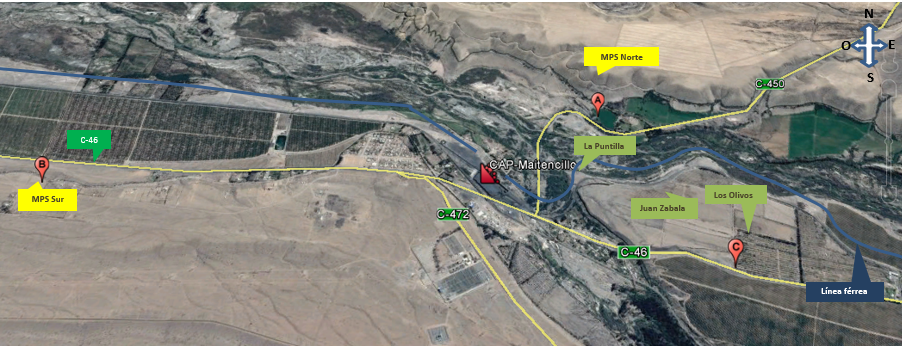 N
O
E
S
MPS Norte
C-450
A
C-46
La Puntilla
CAP-Maitencillo
B
MPS Sur
Juan Zabala
Los Olivos
C-472
C-46
C
Línea férrea